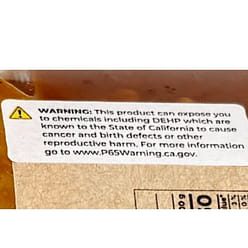 WARNING: This product can expose you
to chemicals including DEHP which are
known to the State of California to cause
cancer and birth defects or other
reproductive harm. For more information
go to www.P65Warning.ca.gov.